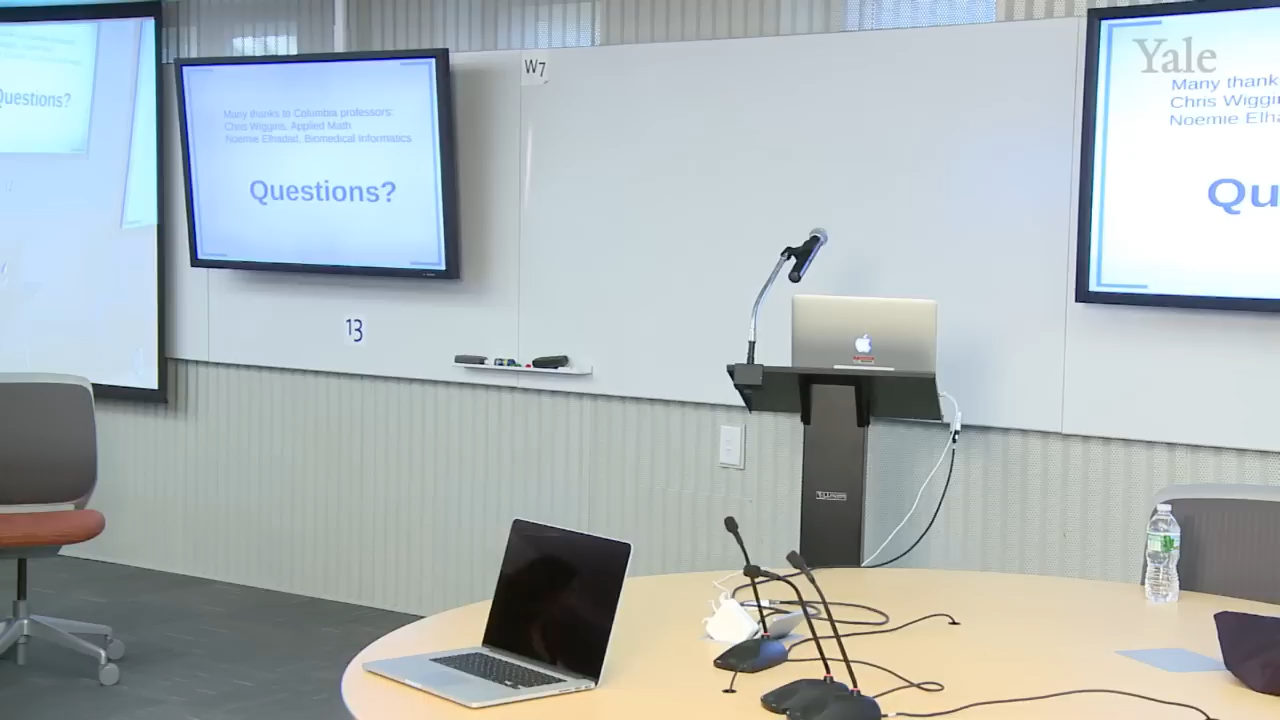 Questions?
Many thanks to Columbia professors:
Chris Wiggins, Applied Math
Noemie Elhadad, Biomedical Informatics
Questions?
W7
13
Yale
Many thank
Chris Wiggi
Noemie Elha
Qu